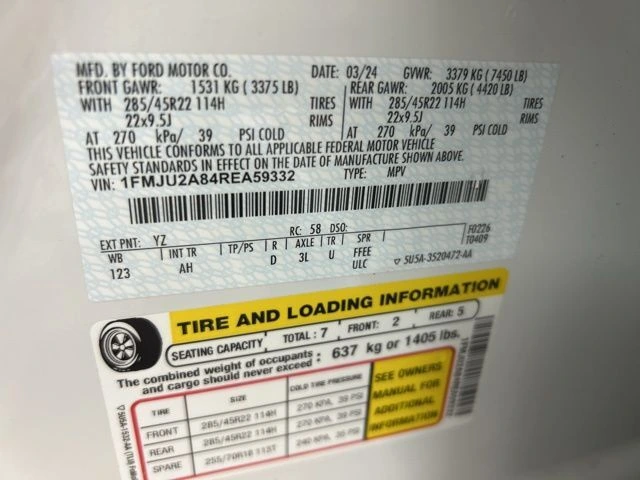 MFD. BY FORD MOTOR CO. DATE: 03/24 GVWR: 3379 KG ( 7450 LB)
FRONT GAWR: 1531 KG ( 3375 LB) REAR GAWR: 2005 KG ( 4420 LB)
WITH 285/45R22 114H TIRES WITH 285/45R22 114H TIRES
22x9.5J RIMS 22x9.5J RIMS
AT 270 kPa/ 39 PSI COLD AT 270 kPa/ 39 PSI COLD
THIS VEHICLE CONFORMS TO ALL APPLICABLE FEDERAL MOTOR VEHICLE
SAFETY STANDARDS IN EFFECT ON THE DATE OF MANUFACTURE SHOWN ABOVE.
VIN: 1FMJU2A84REA59332 TYPE: MPV
EXT PNT: YZ RC: 58 DSO: F0226
T0409
WB INT TR TP/PS R AXLE TR SPR
123 AH D 3L U FFEE
ULC
5U5A-3520472-AA
TIRE AND LOADING INFORMATION
SEATING CAPACITY TOTAL : 7 FRONT: 2 REAR: 5
The combined weight of occupants
and cargo should never exceed : 637 kg or 1405 lbs.
TIRE SIZE COLD TIRE PRESSURE
FRONT 285/45R22 114H 270 KPA, 39 PSI
REAR 285/45R22 114H 270 KPA, 39 PSI
SPARE 255/70R18 113T 240 KPA, 35 PSI
SEE OWNERS
MANUAL FOR
ADDITIONAL
INFORMATION